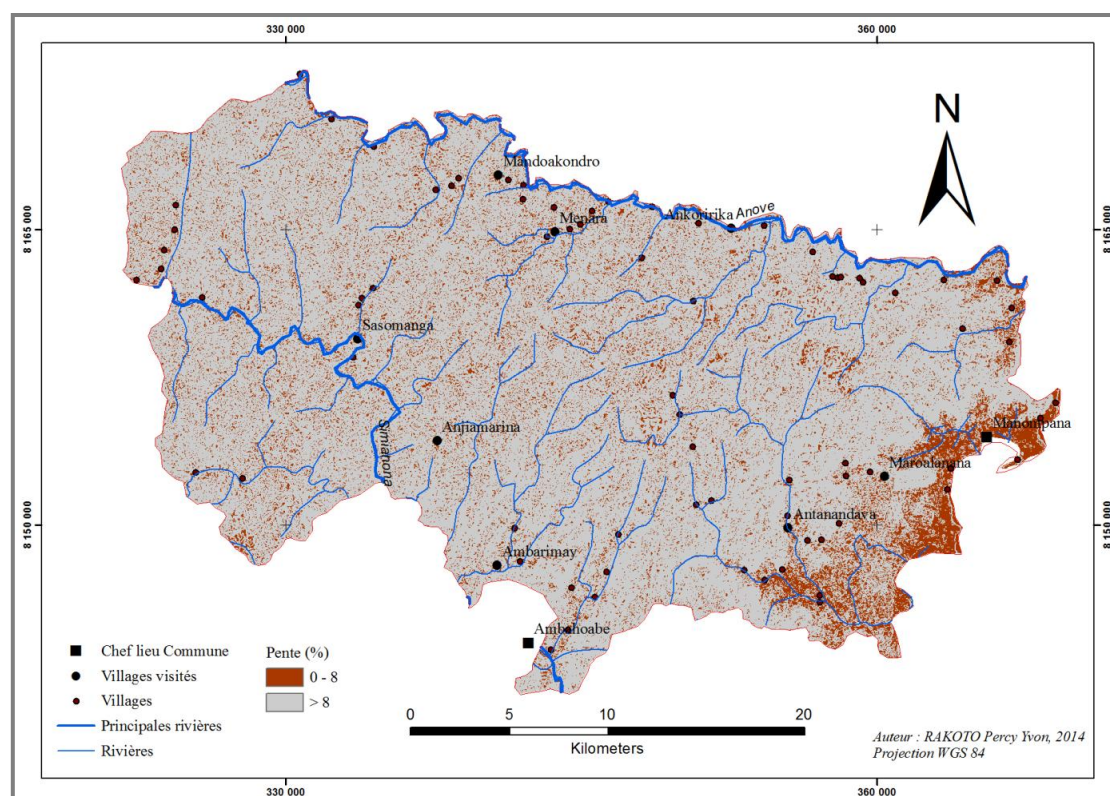 330 000
360 000
N
8 165 000
8 165 000
Mandoakondro
Menara
Ankoririka
Anove
Sasomanga
Simianona
Anjiamarina
Manompana
Maroalanana
Antanandava
8 150 000
8 150 000
Ambarimay
Ambahoabe
Chef lieu Commune
Villages visités
Villages
Principales rivières
Rivières
Pente (%)
0 - 8
> 8
0 5 10 20
Kilometers
Auteur : RAKOTO Percy Yvon, 2014
Projection WGS 84
330 000
360 000